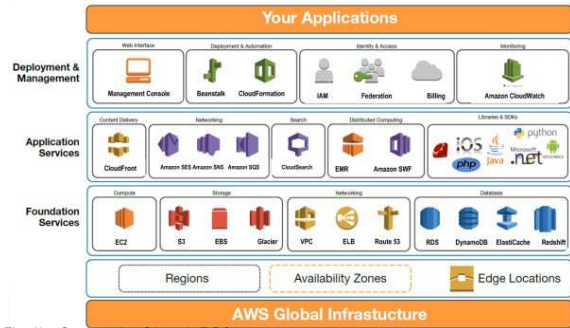 Your Applications
Deployment & Management
Web Interface
Deployment & Automation
Identity & Access
Monitoring
Management Console
Beanstalk
CloudFormation
IAM
Federation
Billing
Amazon CloudWatch
Application Services
Content Delivery
Networking
Search
Distributed Computing
Libraries & SDKs
CloudFront
Amazon SES
Amazon SNS
Amazon SQS
CloudSearch
EMR
Amazon SWF
iOS
python
php
Java
Microsoft
.net
Foundation Services
Compute
Storage
Networking
Database
EC2
S3
EBS
Glacier
VPC
ELB
Route 53
RDS
DynamoDB
ElastiCache
Redshift
Regions
Availability Zones
Edge Locations
AWS Global Infrastucture